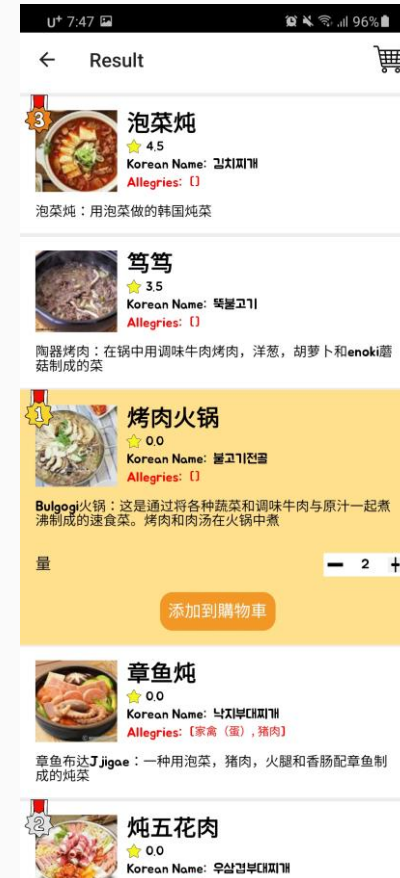 U+ 7:47 96%
Result
3
泡菜炖
4.5
Korean Name: 김치찌개
Allegries: []
泡菜炖：用泡菜做的韩国炖菜
笃笃
3.5
Korean Name: 뚝불고기
Allegries: []
陶器烤肉：在锅中用调味牛肉烤肉，洋葱，胡萝卜和enoki蘑
菇制成的菜
1
烤肉火锅
0.0
Korean Name: 불고기전골
Allegries: []
Bulgogi火锅：这是通过将各种蔬菜和调味牛肉与原汁一起煮
沸制成的速食菜。烤肉和肉汤在火锅中煮
量
2
添加到購物車
章鱼炖
0.0
Korean Name: 낙지부대찌개
Allegries: [家禽（蛋）, 猪肉]
章鱼布达Jjigae：一种用泡菜，猪肉，火腿和香肠配章鱼制
成的炖菜
2
炖五花肉
0.0
Korean Name: 우삼겹부대찌개